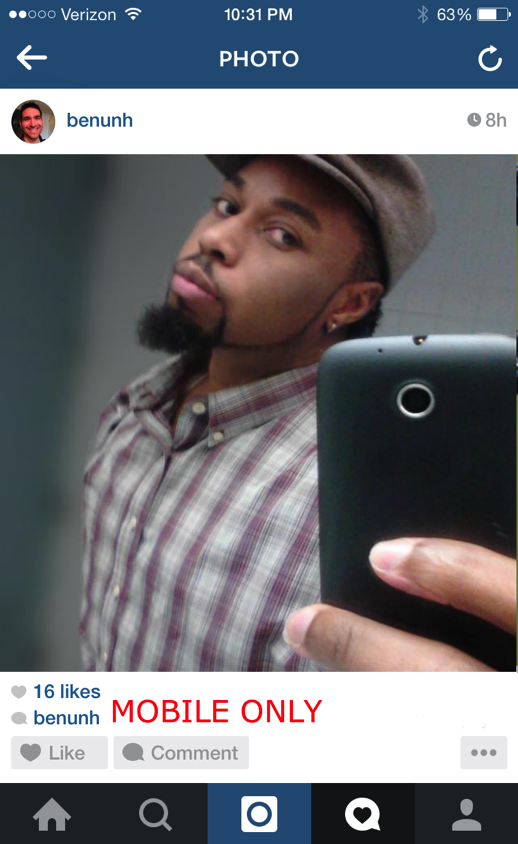 Verizon 10:31 PM 63%
PHOTO
benunh 8h
16 likes
benunh MOBILE ONLY
Like Comment